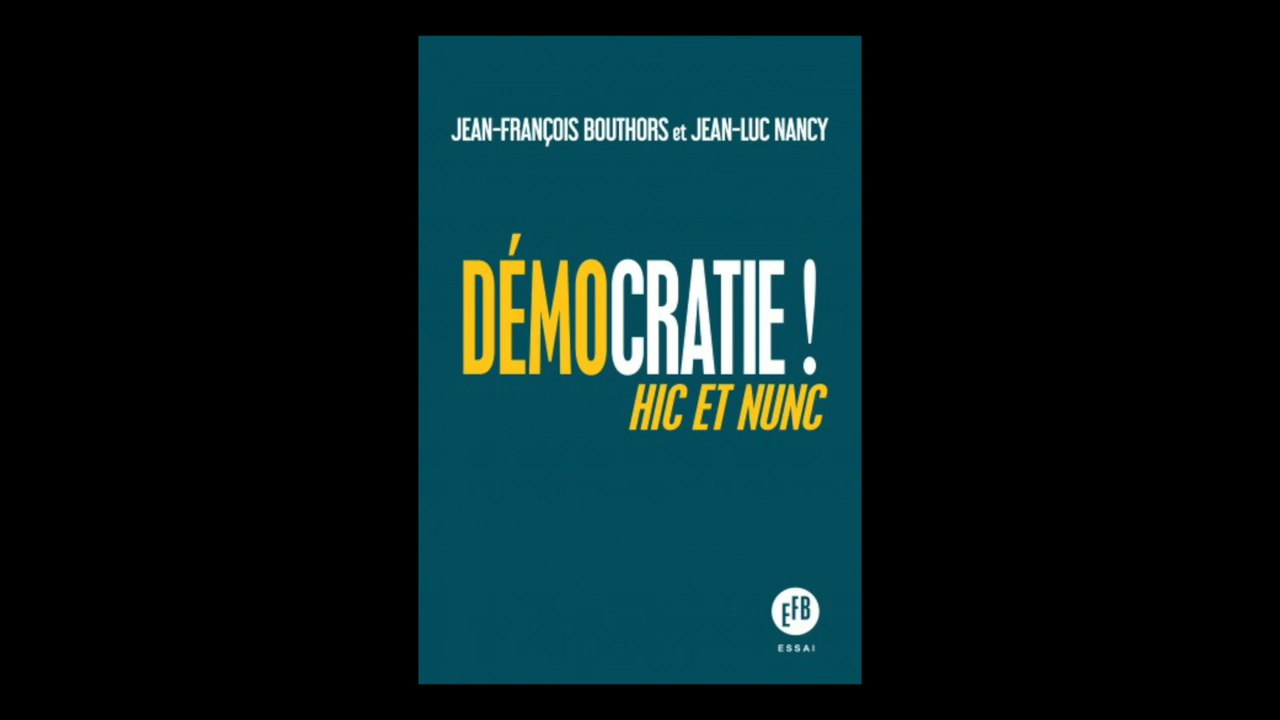 JEAN-FRANÇOIS BOUTHORS et JEAN-LUC NANCY
DÉMOCRATIE !
HIC ET NUNC
EFB
ESSAI